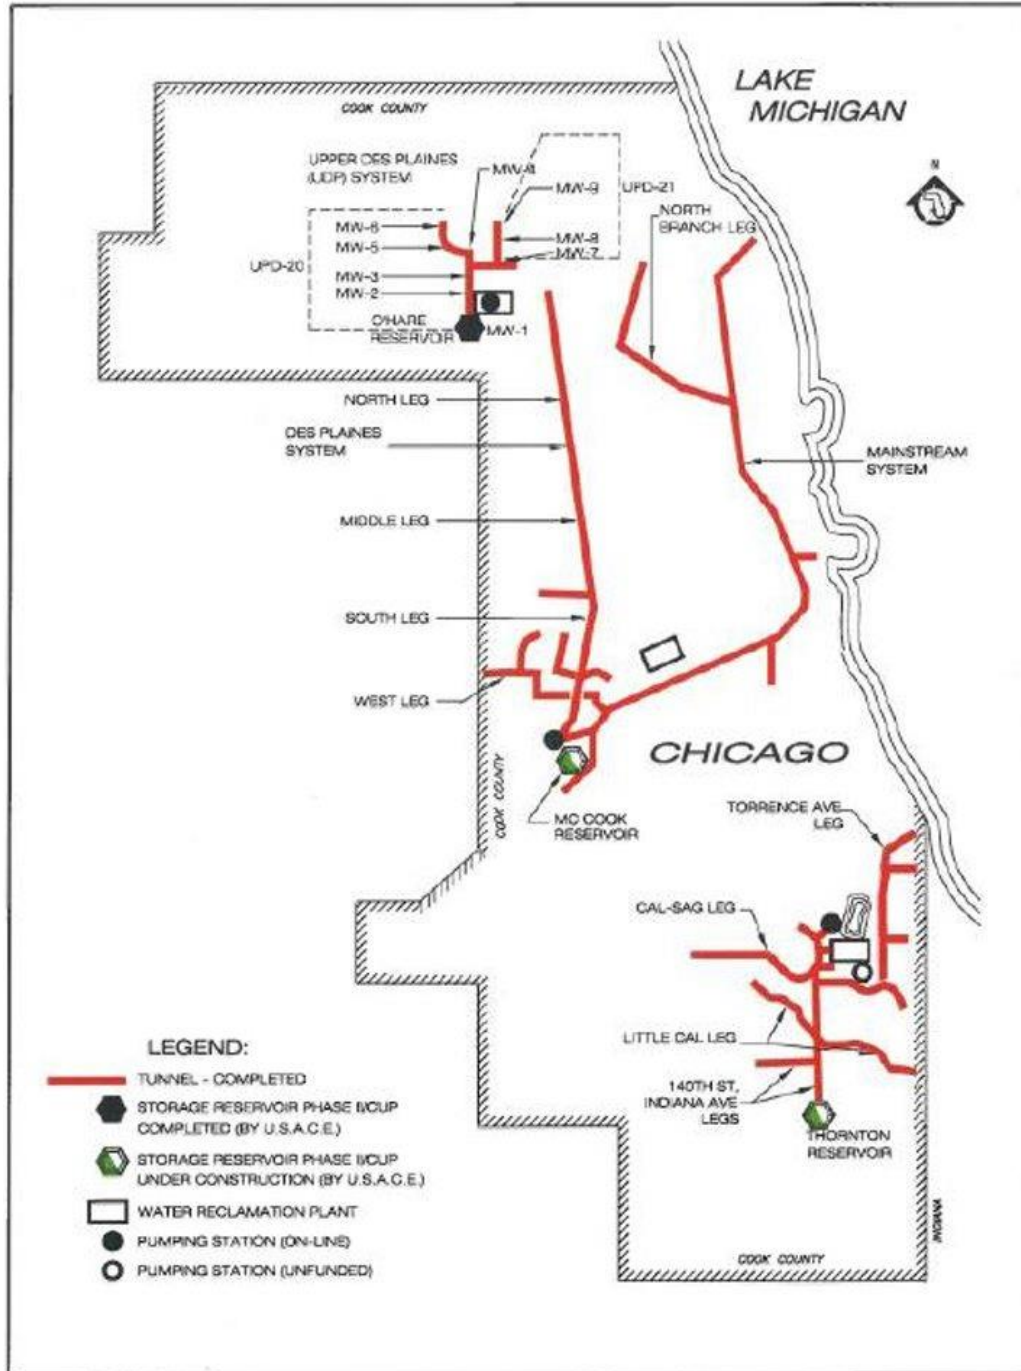 LAKE
MICHIGAN
COOK COUNTY
N
UPPER DES PLAINES
(UDP) SYSTEM
MW-4
MW-9
UPD-21
NORTH
BRANCH LEG
MW-6
MW-5
MW-8
MW-7
UPD-20
MW-3
MW-2
O'HARE
RESERVOIR
MW-1
NORTH LEG
DES PLAINES
SYSTEM
MAINSTREAM
SYSTEM
MIDDLE LEG
SOUTH LEG
WEST LEG
CHICAGO
COOK COUNTY
MC COOK
RESERVOIR
TORRENCE AVE
LEG
CAL-SAG LEG
LITTLE CAL LEG
140TH ST,
INDIANA AVE
LEGS
THORNTON
RESERVOIR
INDIANA
COOK COUNTY
LEGEND:
TUNNEL - COMPLETED
STORAGE RESERVOIR PHASE II/CUP
COMPLETED (BY U.S.A.C.E.)
STORAGE RESERVOIR PHASE II/CUP
UNDER CONSTRUCTION (BY U.S.A.C.E.)
WATER RECLAMATION PLANT
PUMPING STATION (ON-LINE)
PUMPING STATION (UNFUNDED)